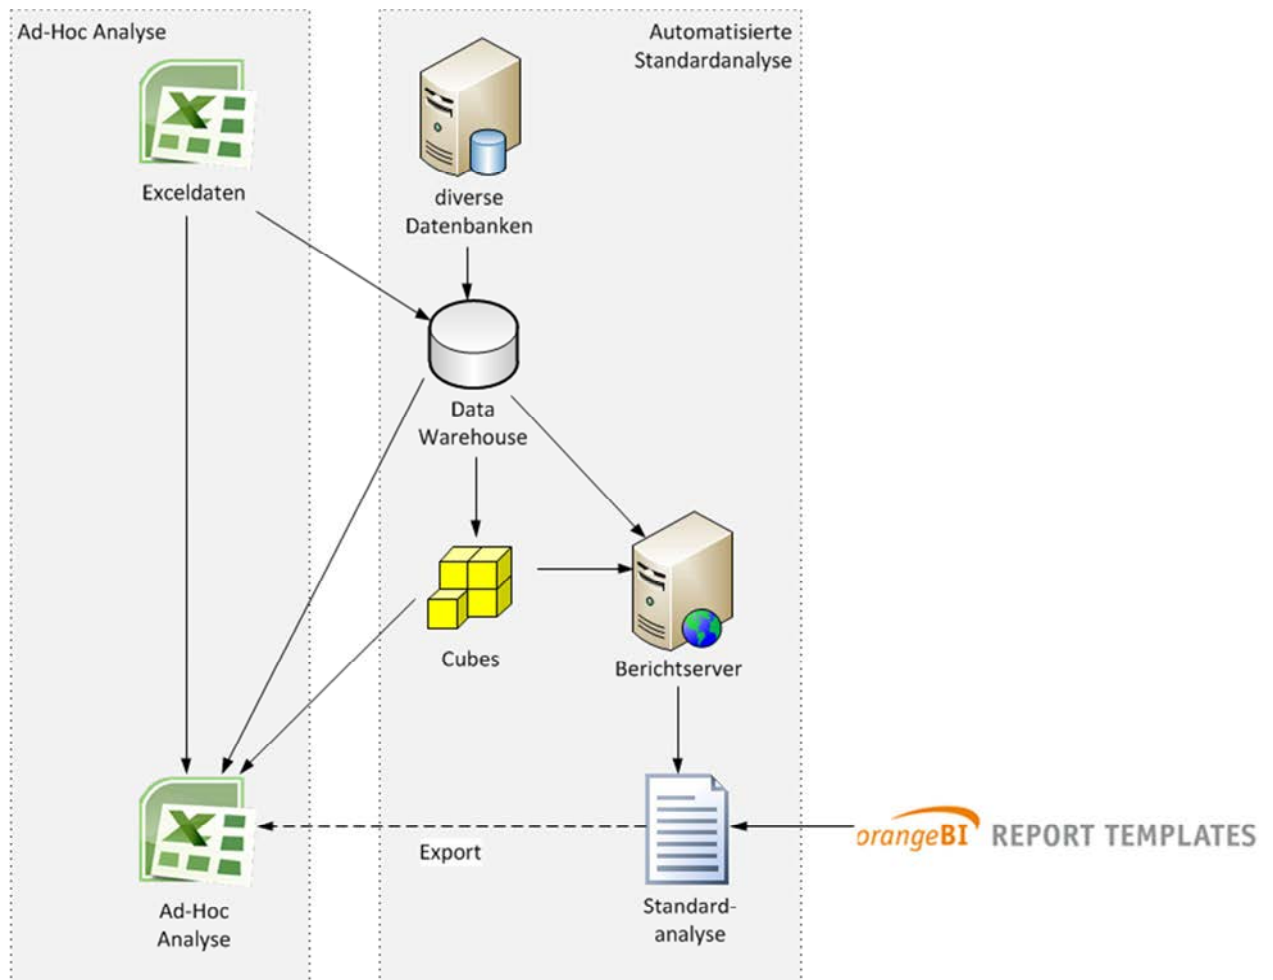 Ad-Hoc Analyse
Automatisierte
Standardanalyse
Exceldaten
diverse
Datenbanken
Data
Warehouse
Cubes
Berichtserver
Export
orangeBI REPORT TEMPLATES
Ad-Hoc
Analyse
Standard-
analyse